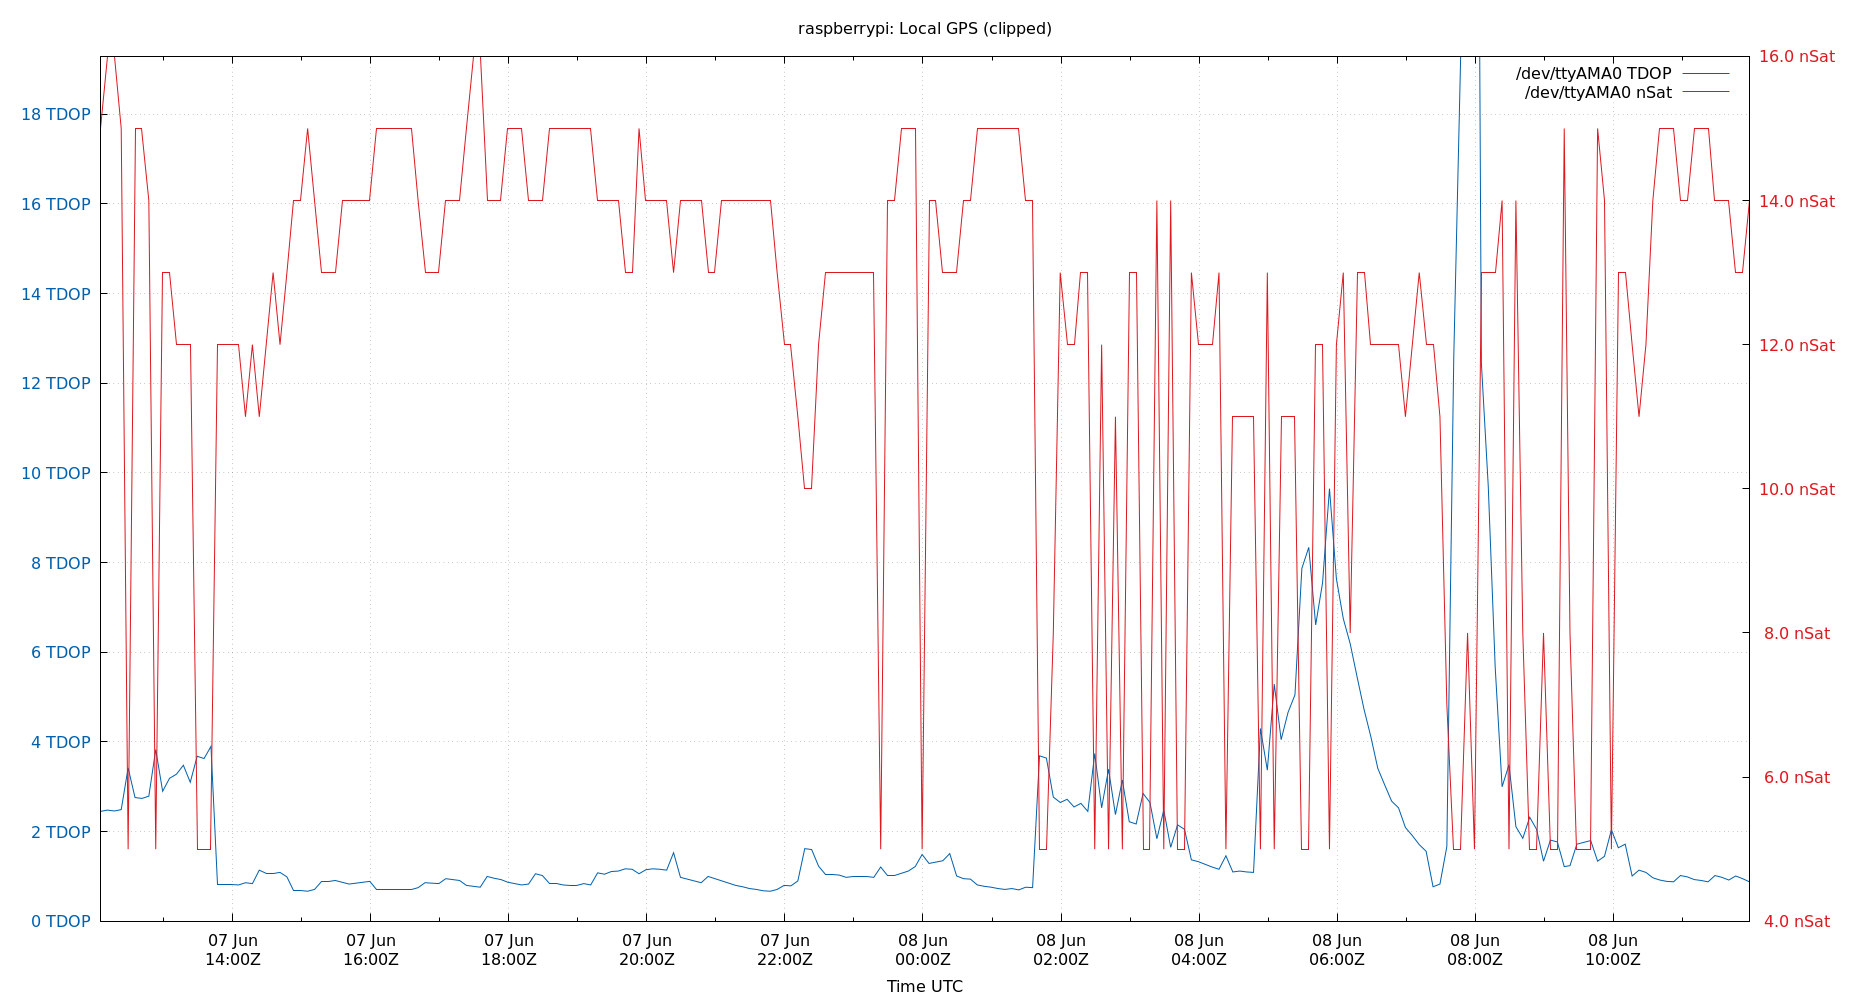 raspberrypi: Local GPS (clipped)
/dev/ttyAMA0 TDOP
/dev/ttyAMA0 nSat
18 TDOP
16 TDOP
14 TDOP
12 TDOP
10 TDOP
8 TDOP
6 TDOP
4 TDOP
2 TDOP
0 TDOP
16.0 nSat
14.0 nSat
12.0 nSat
10.0 nSat
8.0 nSat
6.0 nSat
4.0 nSat
07 Jun
14:00Z
07 Jun
16:00Z
07 Jun
18:00Z
07 Jun
20:00Z
07 Jun
22:00Z
08 Jun
00:00Z
08 Jun
02:00Z
08 Jun
04:00Z
08 Jun
06:00Z
08 Jun
08:00Z
08 Jun
10:00Z
Time UTC